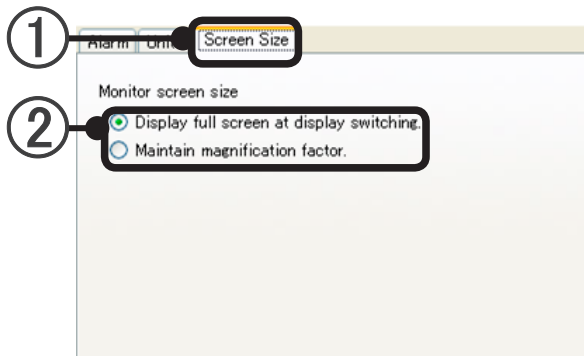 1
Alarm Screen Size
Monitor screen size
2
Display full screen at display switching.
Maintain magnification factor.